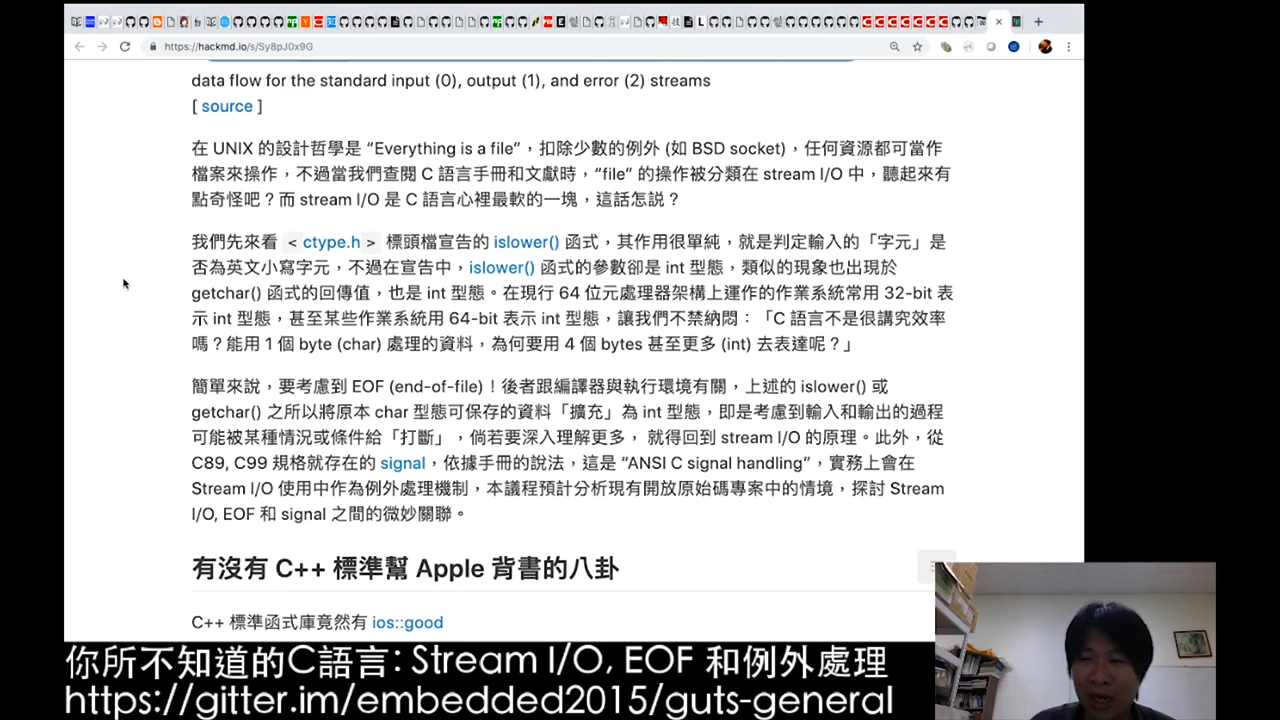 https://hackmd.io/s/Sy8pJ0x9G
data flow for the standard input (0), output (1), and error (2) streams
[ source ]
在 UNIX 的設計哲學是 “Everything is a file”，扣除少數的例外 (如 BSD socket)，任何資源都可當作
檔案來操作，不過當我們查閱 C 語言手冊和文獻時，“file” 的操作被分類在 stream I/O 中，聽起來有
點奇怪吧？而 stream I/O 是 C 語言心裡最軟的一塊，這話怎説？
我們先來看 < ctype.h > 標頭檔宣告的 islower() 函式，其作用很單純，就是判定輸入的「字元」是
否為英文小寫字元，不過在宣告中，islower() 函式的參數卻是 int 型態，類似的現象也出現於
getchar() 函式的回傳值，也是 int 型態。在現行 64 位元處理器架構上運作的作業系統常用 32-bit 表
示 int 型態，甚至某些作業系統用 64-bit 表示 int 型態，讓我們不禁納悶：「C 語言不是很講究效率
嗎？能用 1 個 byte (char) 處理的資料，為何要用 4 個 bytes 甚至更多 (int) 去表達呢？」
簡單來說，要考慮到 EOF (end-of-file)！後者跟編譯器與執行環境有關，上述的 islower() 或
getchar() 之所以將原本 char 型態可保存的資料「擴充」為 int 型態，即是考慮到輸入和輸出的過程
可能被某種情況或條件給「打斷」，倘若要深入理解更多， 就得回到 stream I/O 的原理。此外，從
C89, C99 規格就存在的 signal，依據手冊的說法，這是 “ANSI C signal handling”，實務上會在
Stream I/O 使用中作為例外處理機制，本議程預計分析現有開放原始碼專案中的情境，探討 Stream
I/O, EOF 和 signal 之間的微妙關聯。
有沒有 C++ 標準幫 Apple 背書的八卦
C++ 標準函式庫竟然有 ios::good
你所不知道的C語言: Stream I/O, EOF 和例外處理
https://gitter.im/embedded2015/guts-general